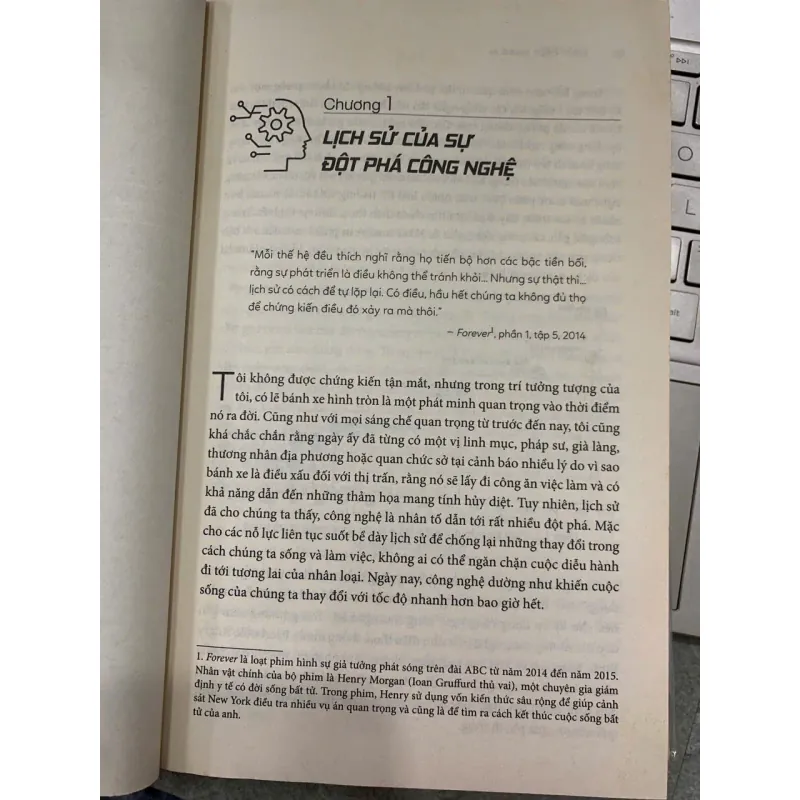 Chương 1
LỊCH SỬ CỦA SỰ
ĐỘT PHÁ CÔNG NGHỆ
"Mỗi thế hệ đều thích nghĩ rằng họ tiến bộ hơn các bậc tiền bối,
rằng sự phát triển là điều không thể tránh khỏi... Nhưng sự thật thì...
lịch sử có cách để tự lặp lại. Có điều, hầu hết chúng ta không đủ thọ
để chứng kiến điều đó xảy ra mà thôi."
– Forever¹, phần 1, tập 5, 2014
Tôi không được chứng kiến tận mắt, nhưng trong trí tưởng tượng của
tôi, có lẽ bánh xe hình tròn là một phát minh quan trọng vào thời điểm
nó ra đời. Cũng như với mọi sáng chế quan trọng từ trước đến nay, tôi cũng
khá chắc chắn rằng ngày ấy đã từng có một vị linh mục, pháp sư, già làng,
thương nhân địa phương hoặc quan chức sở tại cảnh báo nhiều lý do vì sao
bánh xe là điều xấu đối với thị trấn, rằng nó sẽ lấy đi công ăn việc làm và có
khả năng dẫn đến những thảm họa mang tính hủy diệt. Tuy nhiên, lịch sử
đã cho chúng ta thấy, công nghệ là nhân tố dẫn tới rất nhiều đột phá. Mặc
cho các nỗ lực liên tục suốt bề dày lịch sử để chống lại những thay đổi trong
cách chúng ta sống và làm việc, không ai có thể ngăn chặn cuộc diễu hành
đi tới tương lai của nhân loại. Ngày nay, công nghệ dường như khiến cuộc
sống của chúng ta thay đổi với tốc độ nhanh hơn bao giờ hết.
1. Forever là loạt phim hình sự giả tưởng phát sóng trên đài ABC từ năm 2014 đến năm 2015.
Nhân vật chính của bộ phim là Henry Morgan (Ioan Gruffurd thủ vai), một chuyên gia giám
định y tế có đời sống bất tử. Trong phim, Henry sử dụng vốn kiến thức sâu rộng để giúp cảnh
sát New York điều tra nhiều vụ án quan trọng và cũng là để tìm ra cách kết thúc cuộc sống bất
tử của anh.